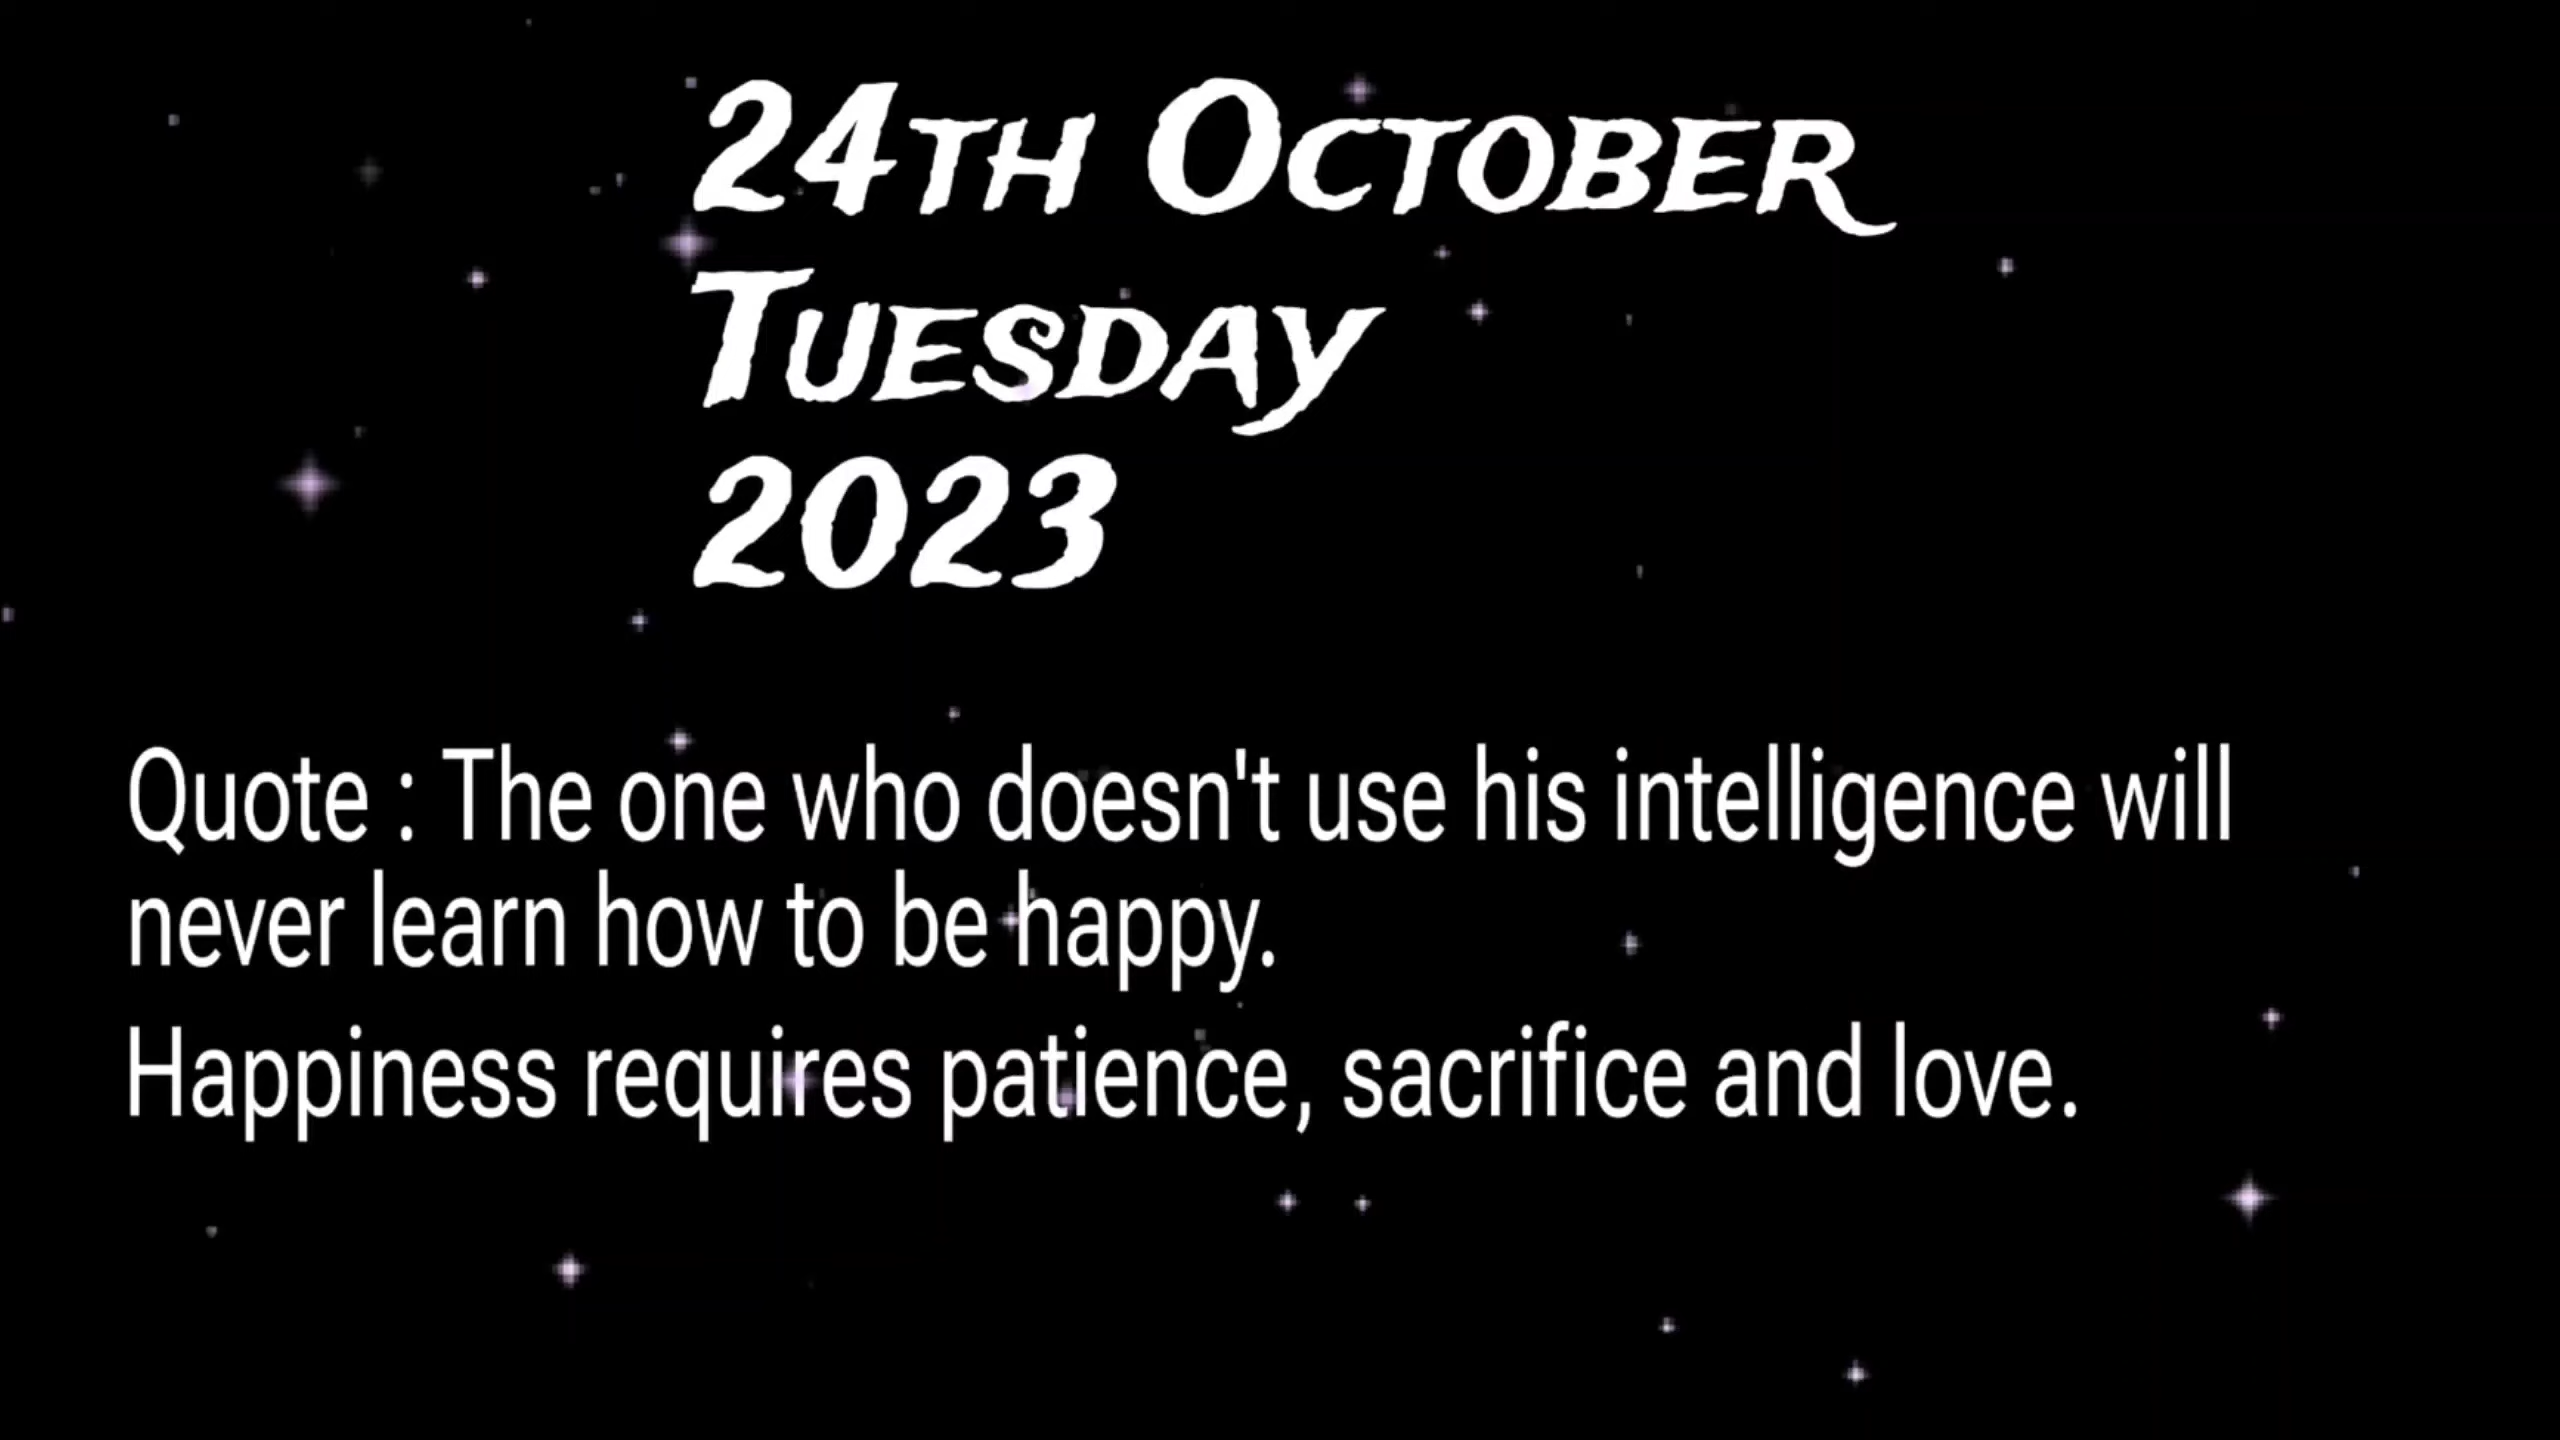 24th October
Tuesday
2023
Quote : The one who doesn't use his intelligence will
never learn how to be happy.
Happiness requires patience, sacrifice and love.